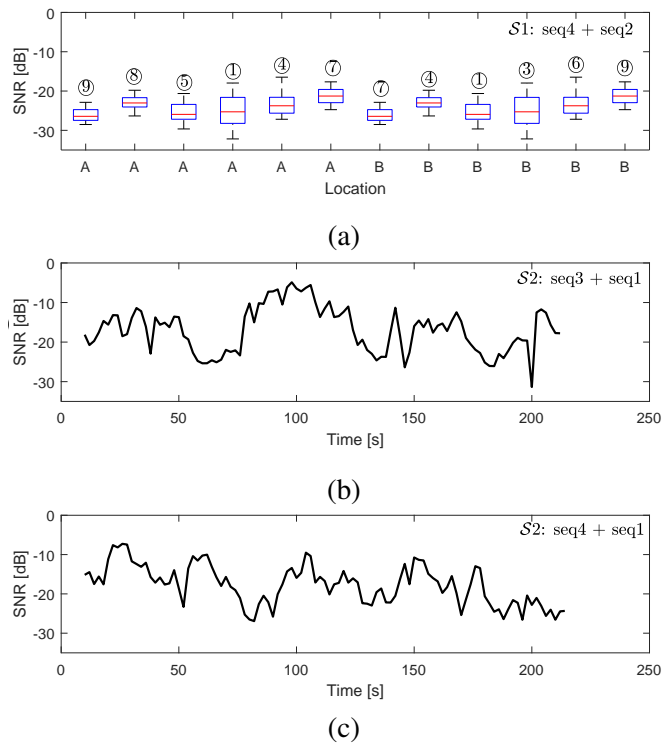 0
-10
-20
-30
SNR [dB]
𝒮1: seq4 + seq2
⑨ ⑧ ⑤ ① ④ ⑦ ⑦ ④ ① ③ ⑥ ⑨
A A A A A A B B B B B B
Location
(a)
0
-10
-20
-30
SNR [dB]
𝒮2: seq3 + seq1
0 50 100 150 200 250
Time [s]
(b)
0
-10
-20
-30
SNR [dB]
𝒮2: seq4 + seq1
0 50 100 150 200 250
Time [s]
(c)